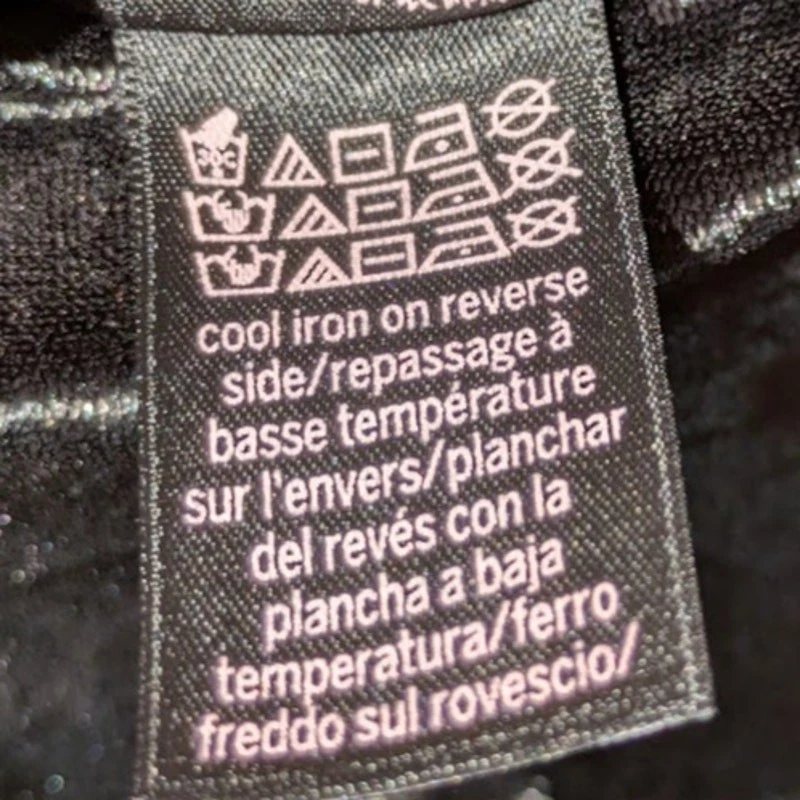 30C
cool iron on reverse
side/repassage à
basse température
sur l'envers/planchar
del revés con la
plancha a baja
temperatura/ferro
freddo sul rovescio/